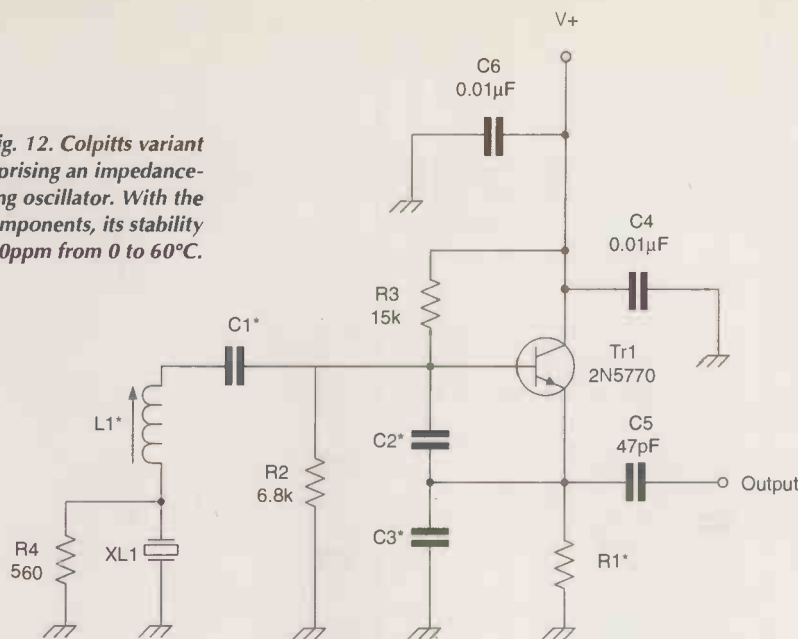 V+
C6
0.01µF
ig. 12. Colpitts variant
prising an impedance-
ng oscillator. With the
mponents, its stability
0ppm from 0 to 60°C.
C4
0.01µF
R3
15k
C1*
Tr1
2N5770
L1*
C2*
C5
47pF
R2
6.8k
Output
C3*
R4
560
XL1
R1*